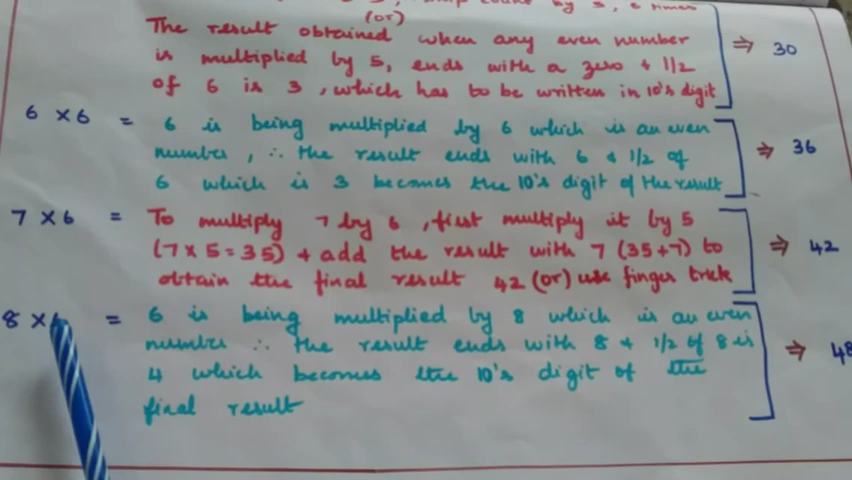 (or)
The result obtained when any even number
is multiplied by 5, ends with a zero & 1/2 ⇒ 30
of 6 is 3, which has to be written in 10's digit
6 × 6 = 6 is being multiplied by 6 which is an even
number, ∴ the result ends with 6 & 1/2 of ⇒ 36
6 which is 3 becomes the 10's digit of the result
7 × 6 = To multiply 7 by 6, first multiply it by 5
(7 × 5 = 35) & add the result with 7 (35+7) to ⇒ 42
obtain the final result 42 (or) use finger trick
8 × 6 = 6 is being multiplied by 8 which is an even
number ∴ the result ends with 8 & 1/2 of 8 is ⇒ 48
4 which becomes the 10's digit of the
final result